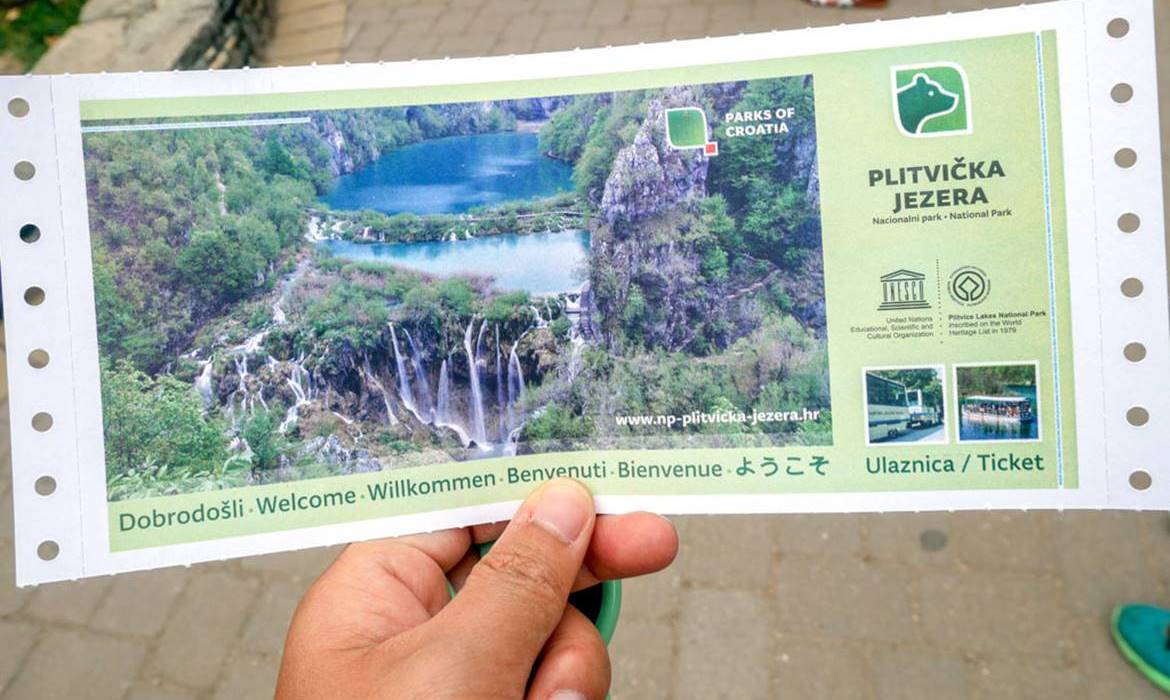 PARKS OF
CROATIA
www.np-plitvicka-jezera.hr
Dobrodošli · Welcome · Willkommen · Benvenuti · Bienvenue · ようこそ
PLITVIČKA
JEZERA
Nacionalni park • National Park
UNESCO
United Nations
Educational, Scientific and
Cultural Organization
Plitvice Lakes National Park
inscribed on the World
Heritage List in 1979
Ulaznica / Ticket